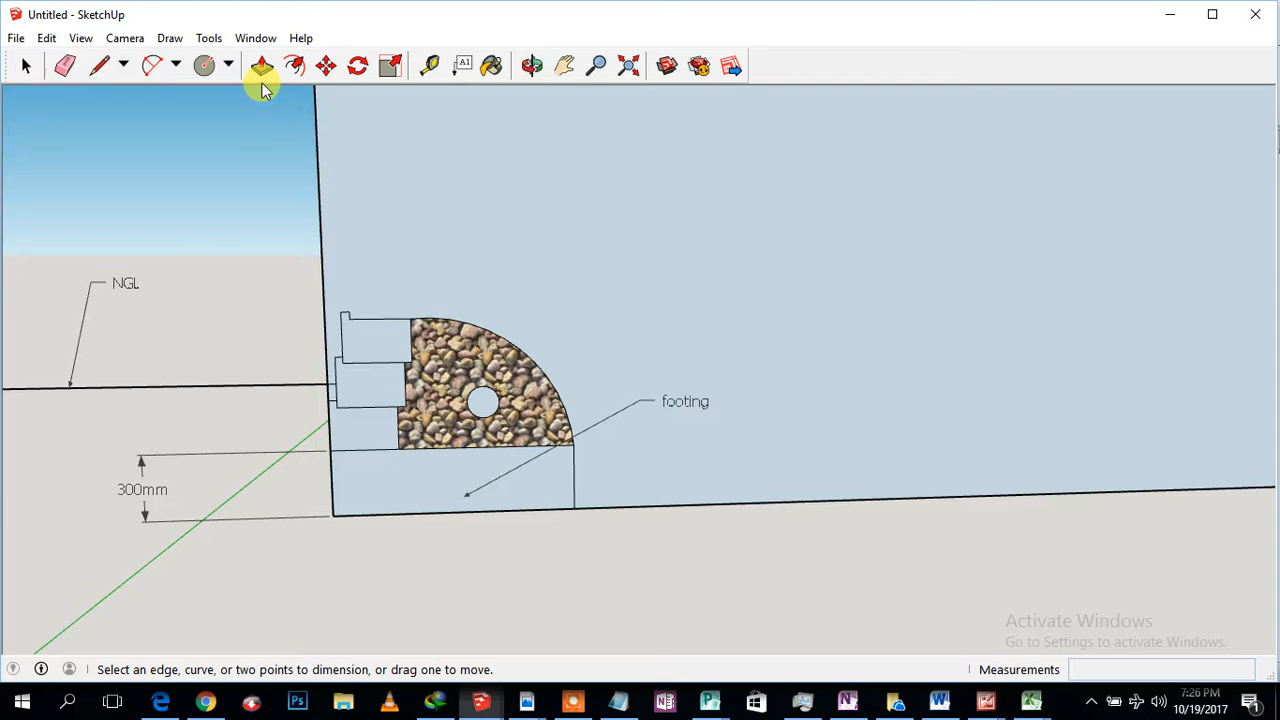 Untitled - SketchUp
File Edit View Camera Draw Tools Window Help
A1
NGL
footing
300mm
Activate Windows
Go to Settings to activate Windows.
Select an edge, curve, or two points to dimension, or drag one to move.
Measurements
Ps
7:26 PM
10/19/2017